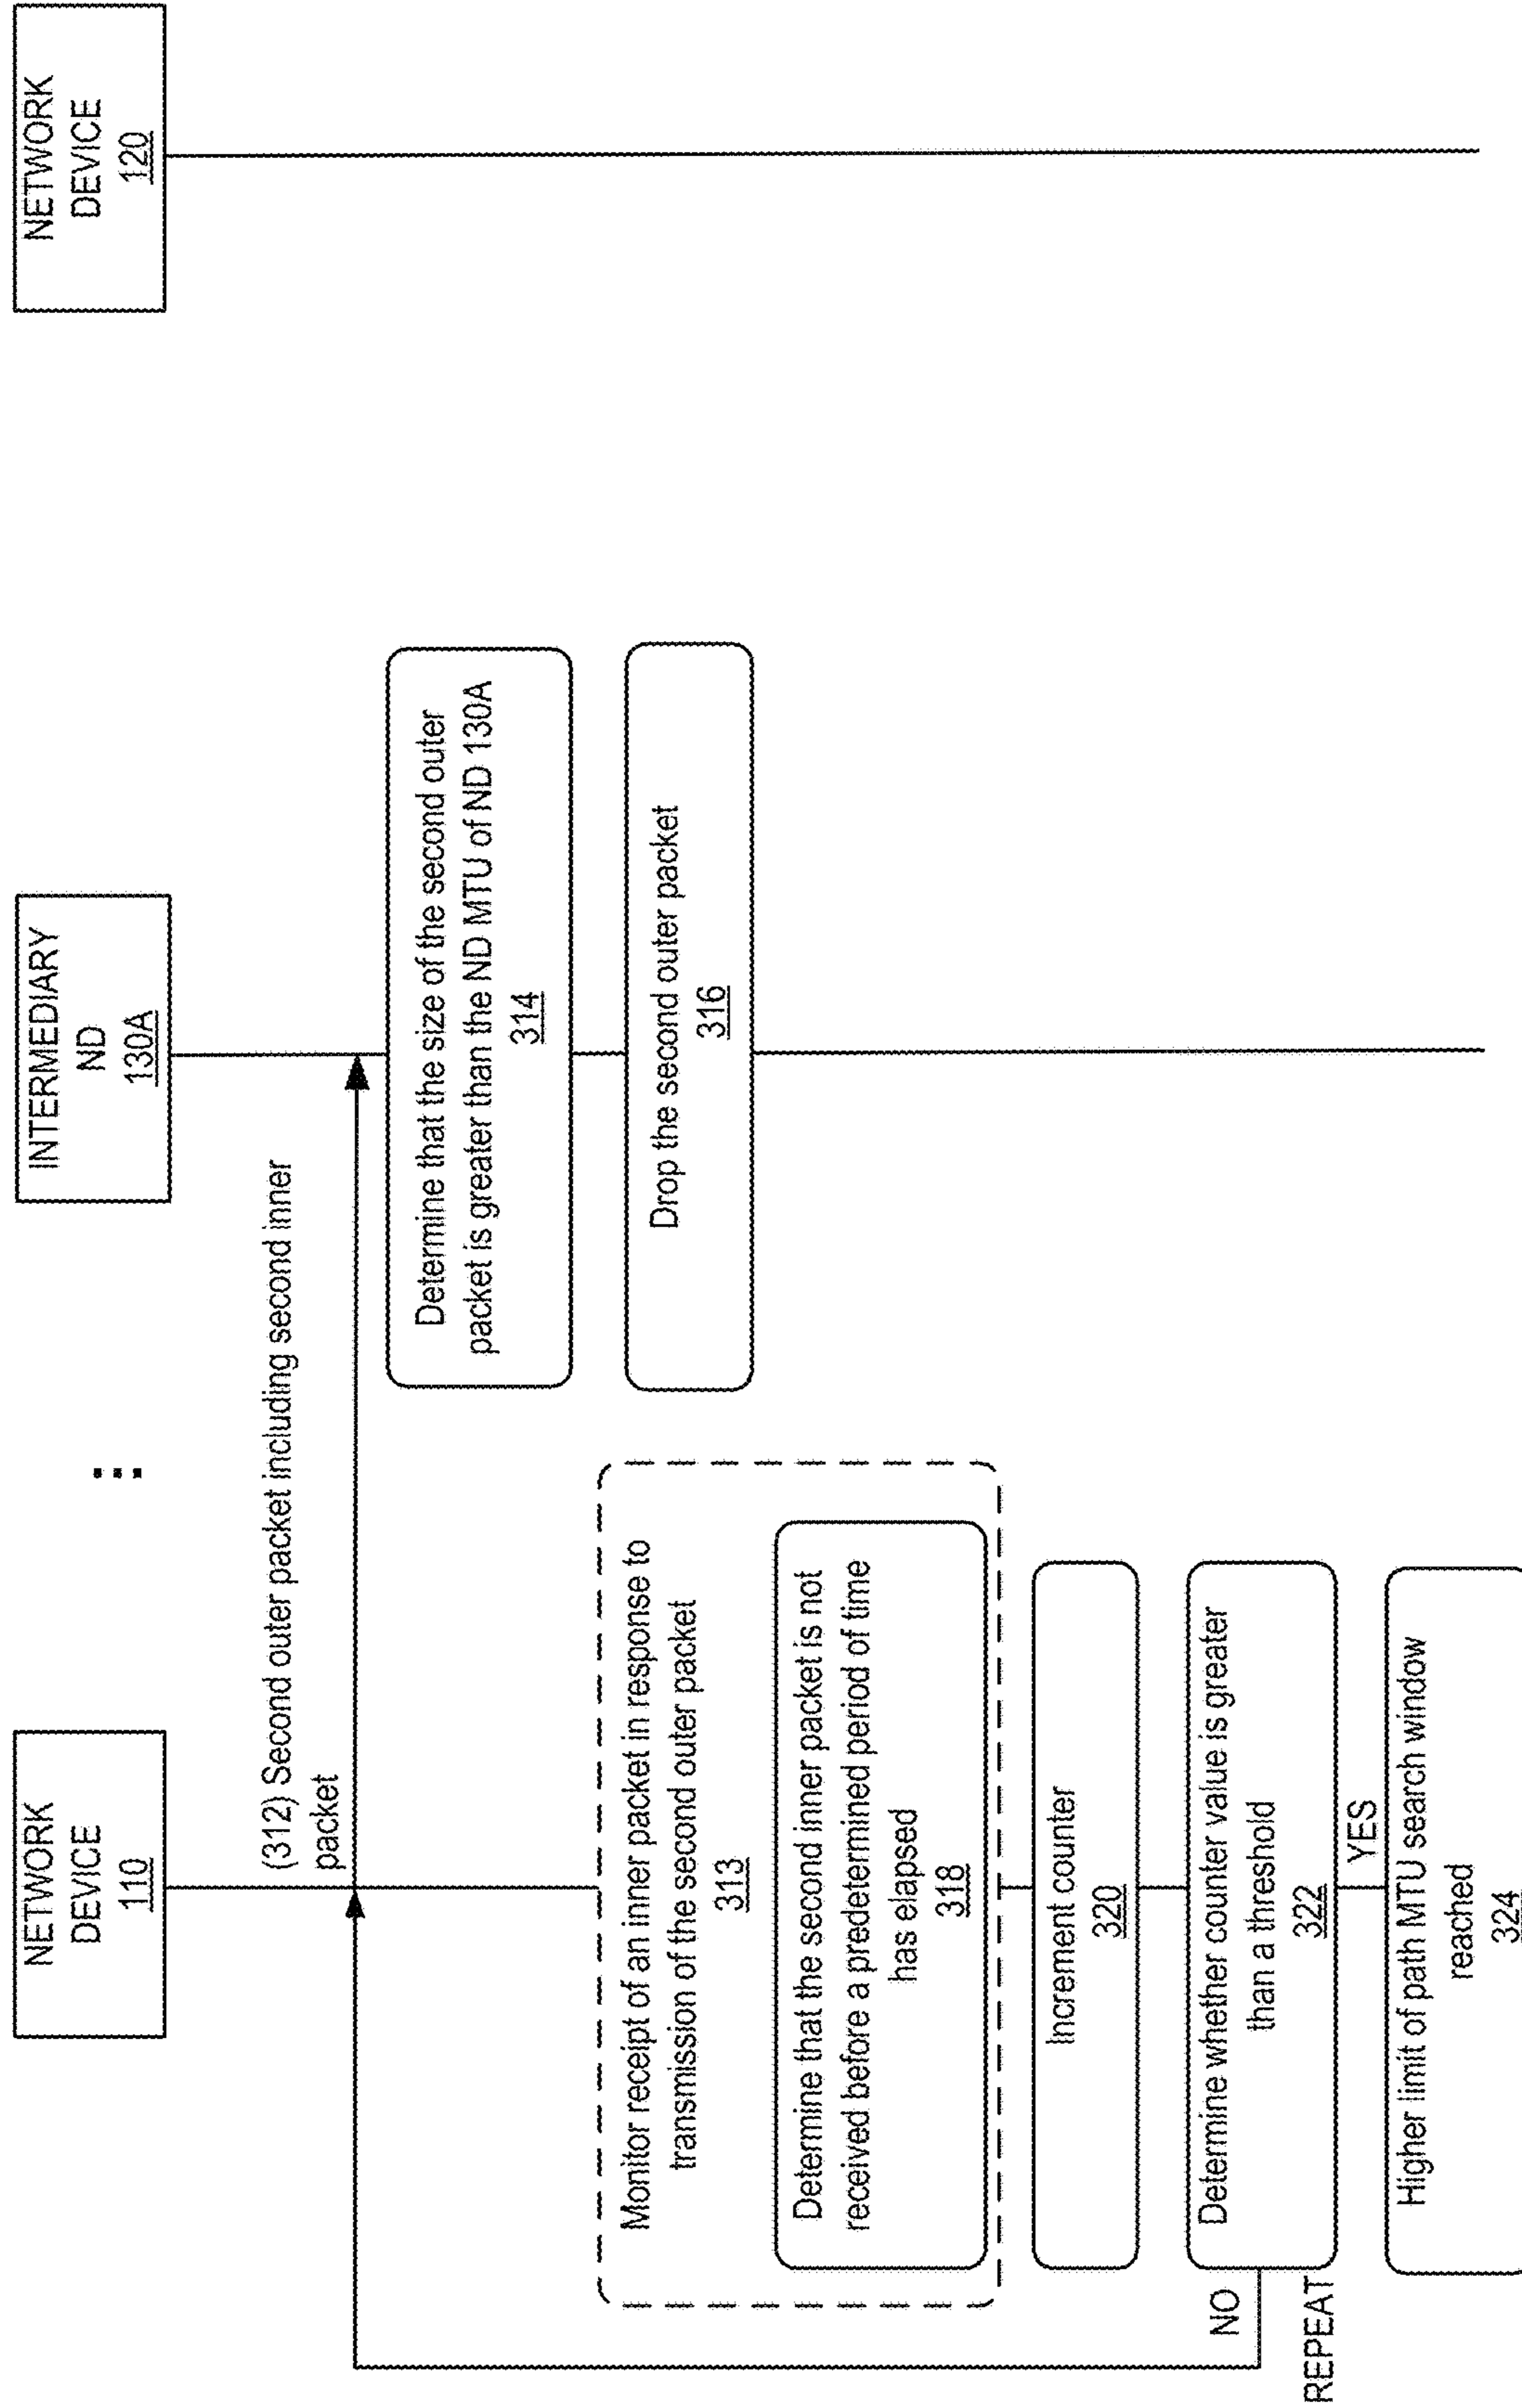 NETWORK
DEVICE
110
...
INTERMEDIARY
ND
130A
NETWORK
DEVICE
120
(312) Second outer packet including second inner
packet
Determine that the size of the second outer
packet is greater than the ND MTU of ND 130A
314
Drop the second outer packet
316
Monitor receipt of an inner packet in response to
transmission of the second outer packet
313
Determine that the second inner packet is not
received before a predetermined period of time
has elapsed
318
Increment counter
320
Determine whether counter value is greater
than a threshold
322
NO
REPEAT
YES
Higher limit of path MTU search window
reached
324